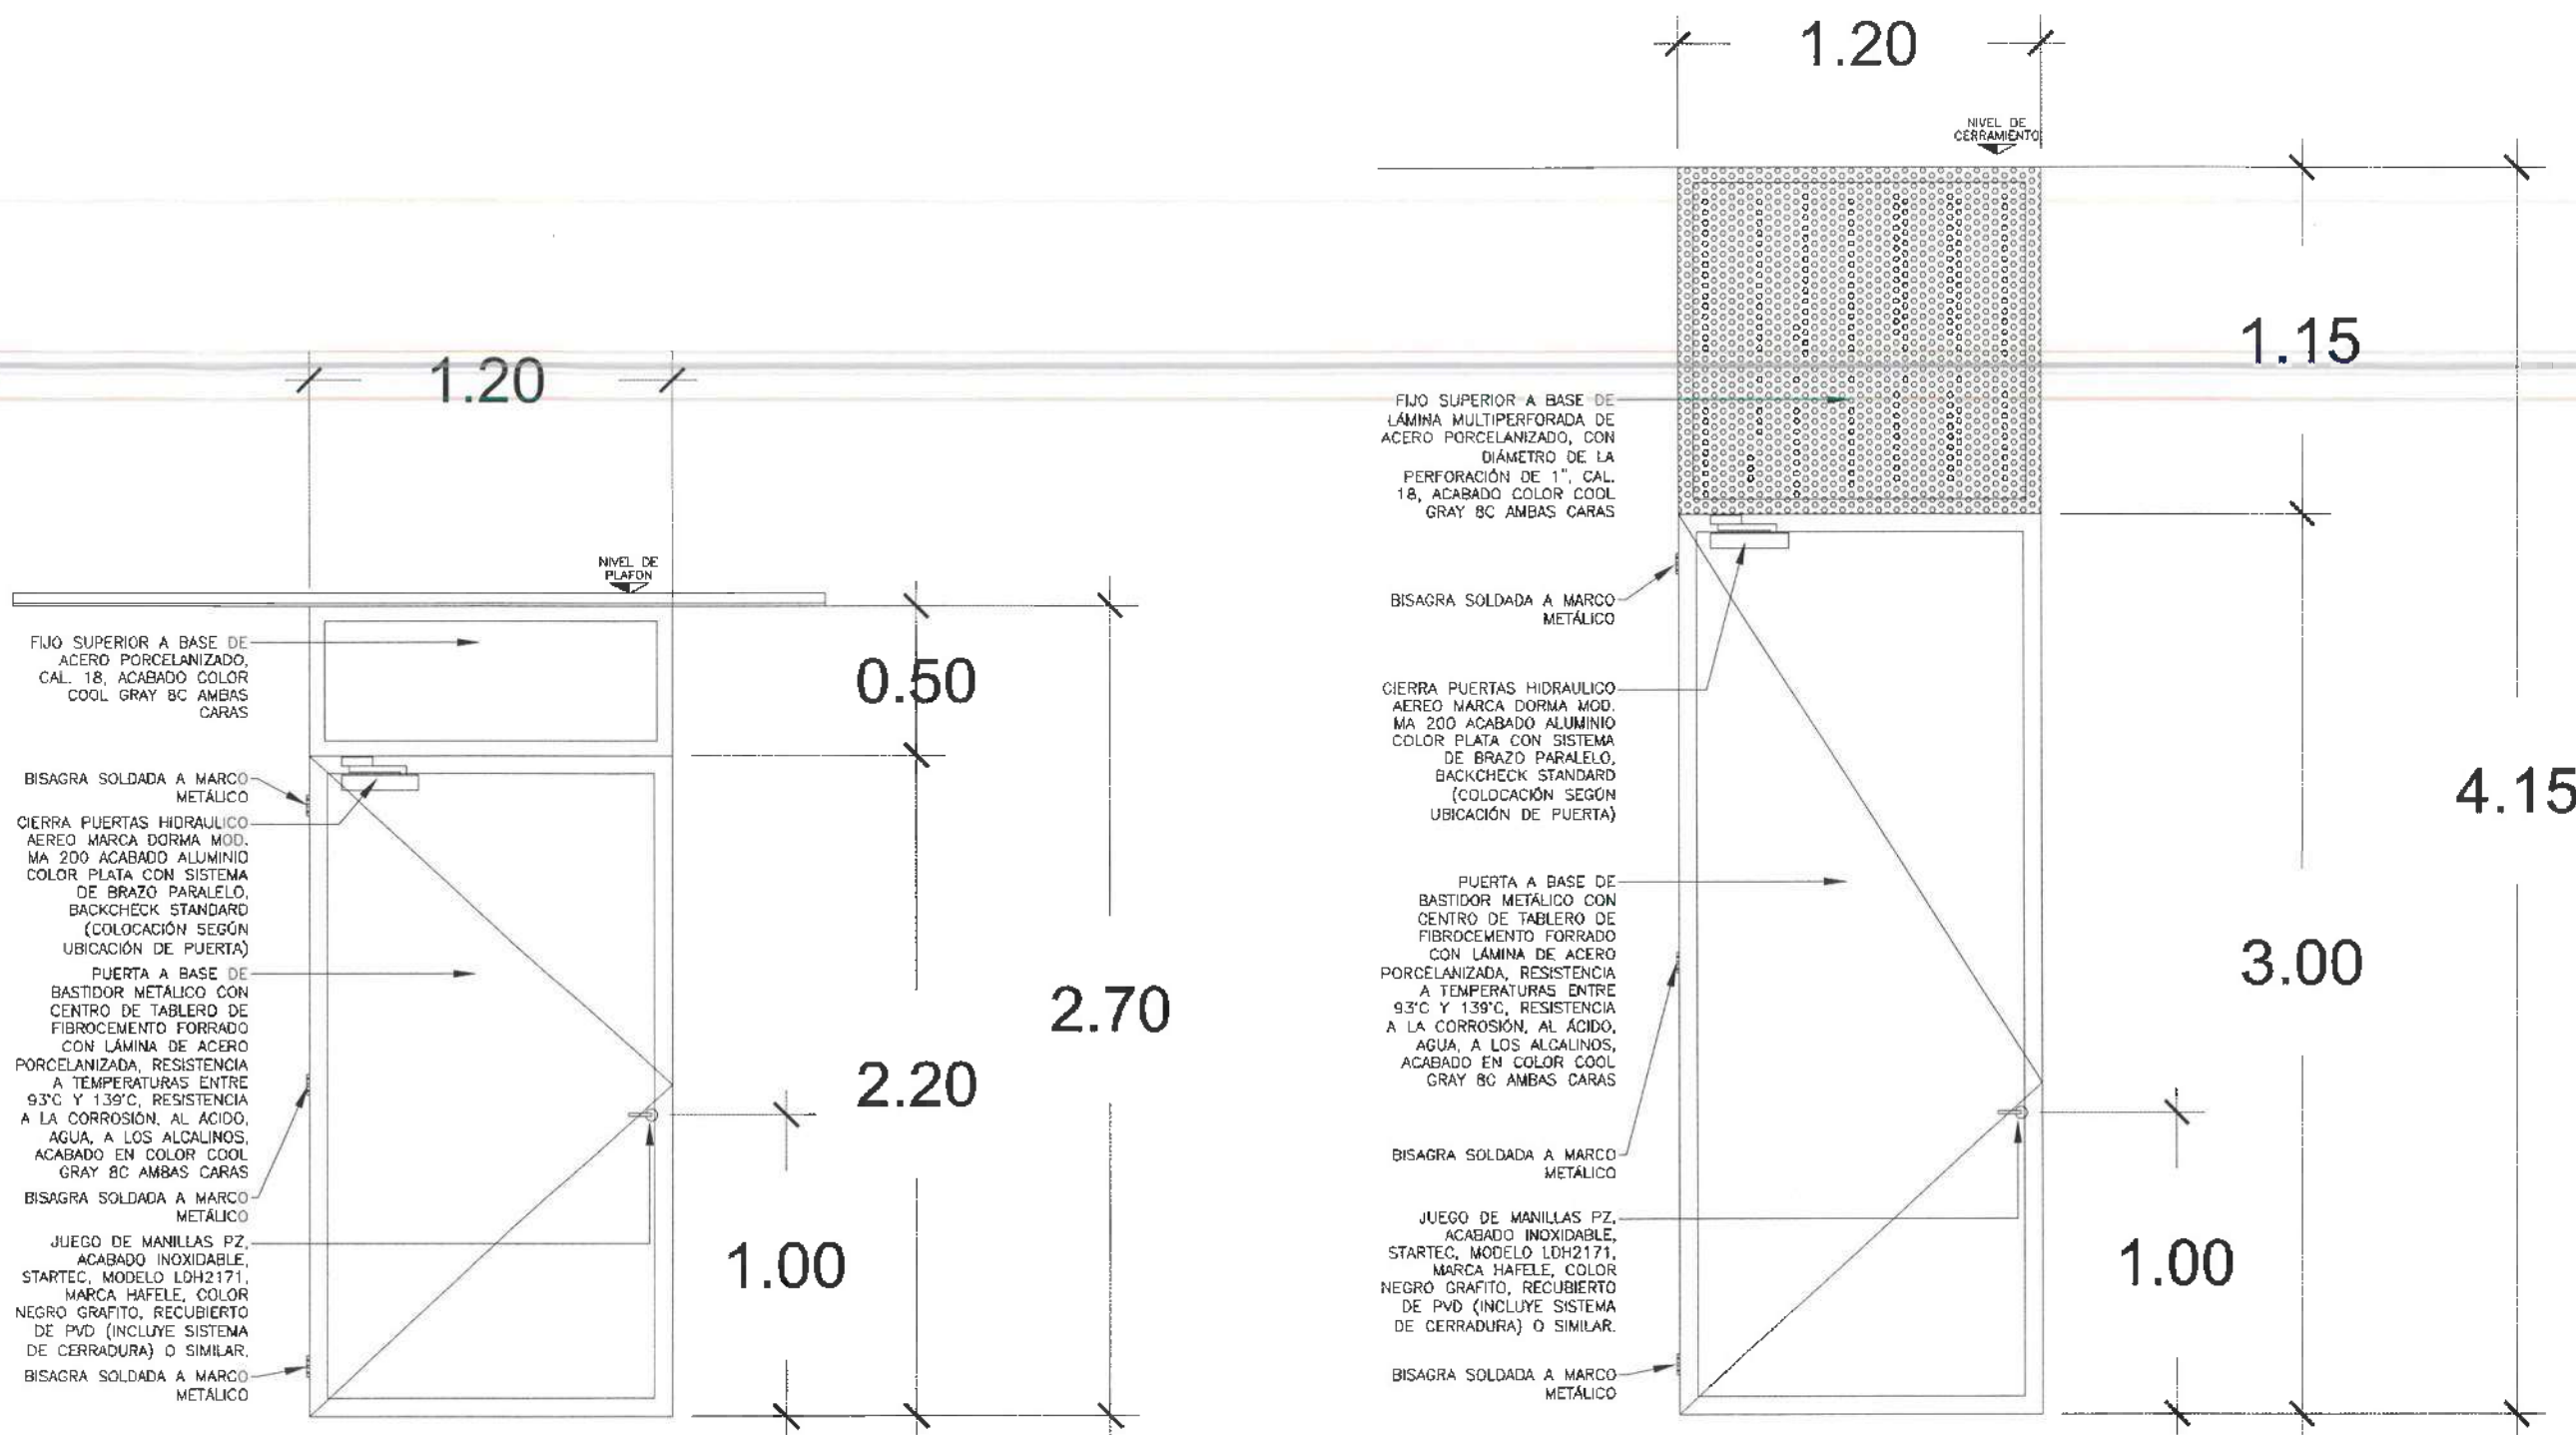 1.20
NIVEL DE
PLAFON
FIJO SUPERIOR A BASE DE
ACERO PORCELANIZADO,
CAL. 18, ACABADO COLOR
COOL GRAY 8C AMBAS
CARAS
0.50
BISAGRA SOLDADA A MARCO
METÁLICO
CIERRA PUERTAS HIDRAULICO
AEREO MARCA DORMA MOD.
MA 200 ACABADO ALUMINIO
COLOR PLATA CON SISTEMA
DE BRAZO PARALELO,
BACKCHECK STANDARD
(COLOCACIÓN SEGÚN
UBICACIÓN DE PUERTA)
PUERTA A BASE DE
BASTIDOR METÁLICO CON
CENTRO DE TABLERO DE
FIBROCEMENTO FORRADO
CON LÁMINA DE ACERO
PORCELANIZADA, RESISTENCIA
A TEMPERATURAS ENTRE
93°C Y 139°C, RESISTENCIA
A LA CORROSIÓN, AL ÁCIDO,
AGUA, A LOS ALCALINOS,
ACABADO EN COLOR COOL
GRAY 8C AMBAS CARAS
BISAGRA SOLDADA A MARCO
METÁLICO
JUEGO DE MANILLAS PZ,
ACABADO INOXIDABLE,
STARTEC, MODELO LDH2171,
MARCA HAFELE, COLOR
NEGRO GRAFITO, RECUBIERTO
DE PVD (INCLUYE SISTEMA
DE CERRADURA) O SIMILAR.
BISAGRA SOLDADA A MARCO
METÁLICO
2.70
2.20
1.00
1.20
NIVEL DE
CERRAMIENTO
1.15
FIJO SUPERIOR A BASE DE
LÁMINA MULTIPERFORADA DE
ACERO PORCELANIZADO, CON
DIÁMETRO DE LA
PERFORACIÓN DE 1", CAL.
18, ACABADO COLOR COOL
GRAY 8C AMBAS CARAS
BISAGRA SOLDADA A MARCO
METÁLICO
CIERRA PUERTAS HIDRAULICO
AEREO MARCA DORMA MOD.
MA 200 ACABADO ALUMINIO
COLOR PLATA CON SISTEMA
DE BRAZO PARALELO,
BACKCHECK STANDARD
(COLOCACIÓN SEGÚN
UBICACIÓN DE PUERTA)
PUERTA A BASE DE
BASTIDOR METÁLICO CON
CENTRO DE TABLERO DE
FIBROCEMENTO FORRADO
CON LÁMINA DE ACERO
PORCELANIZADA, RESISTENCIA
A TEMPERATURAS ENTRE
93°C Y 139°C, RESISTENCIA
A LA CORROSIÓN, AL ÁCIDO,
AGUA, A LOS ALCALINOS,
ACABADO EN COLOR COOL
GRAY 8C AMBAS CARAS
BISAGRA SOLDADA A MARCO
METÁLICO
JUEGO DE MANILLAS PZ,
ACABADO INOXIDABLE,
STARTEC, MODELO LDH2171,
MARCA HAFELE, COLOR
NEGRO GRAFITO, RECUBIERTO
DE PVD (INCLUYE SISTEMA
DE CERRADURA) O SIMILAR.
BISAGRA SOLDADA A MARCO
METÁLICO
4.15
3.00
1.00